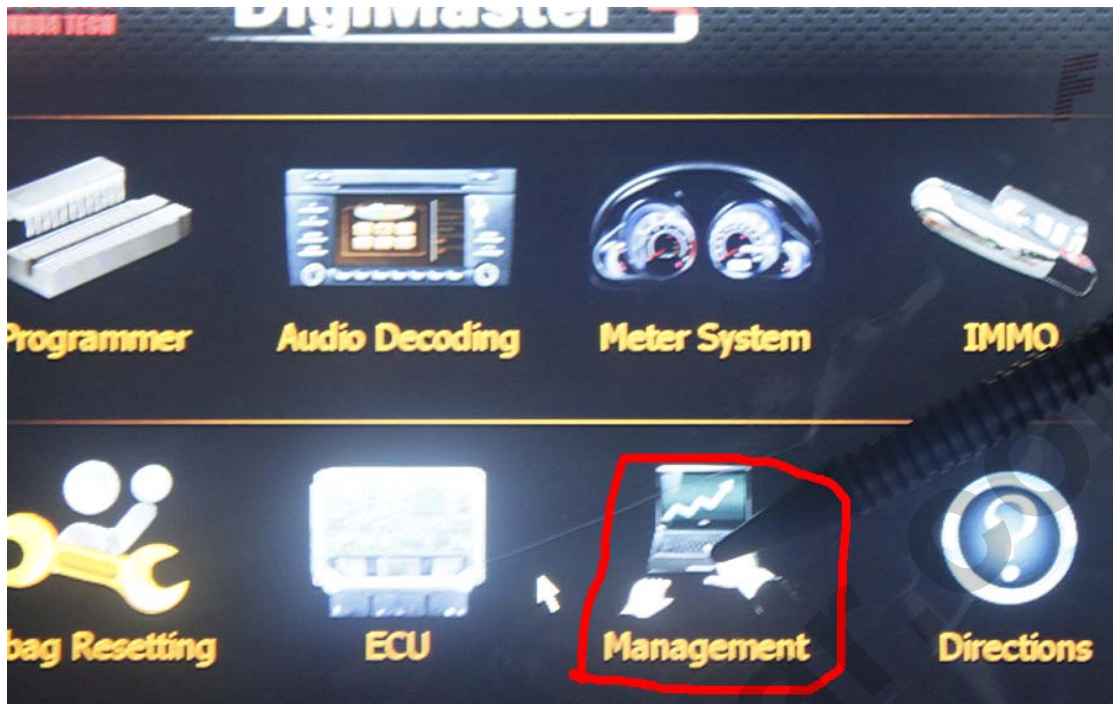 DigiMaster
Programmer
Audio Decoding
Meter System
IMMO
bag Resetting
ECU
Management
Directions